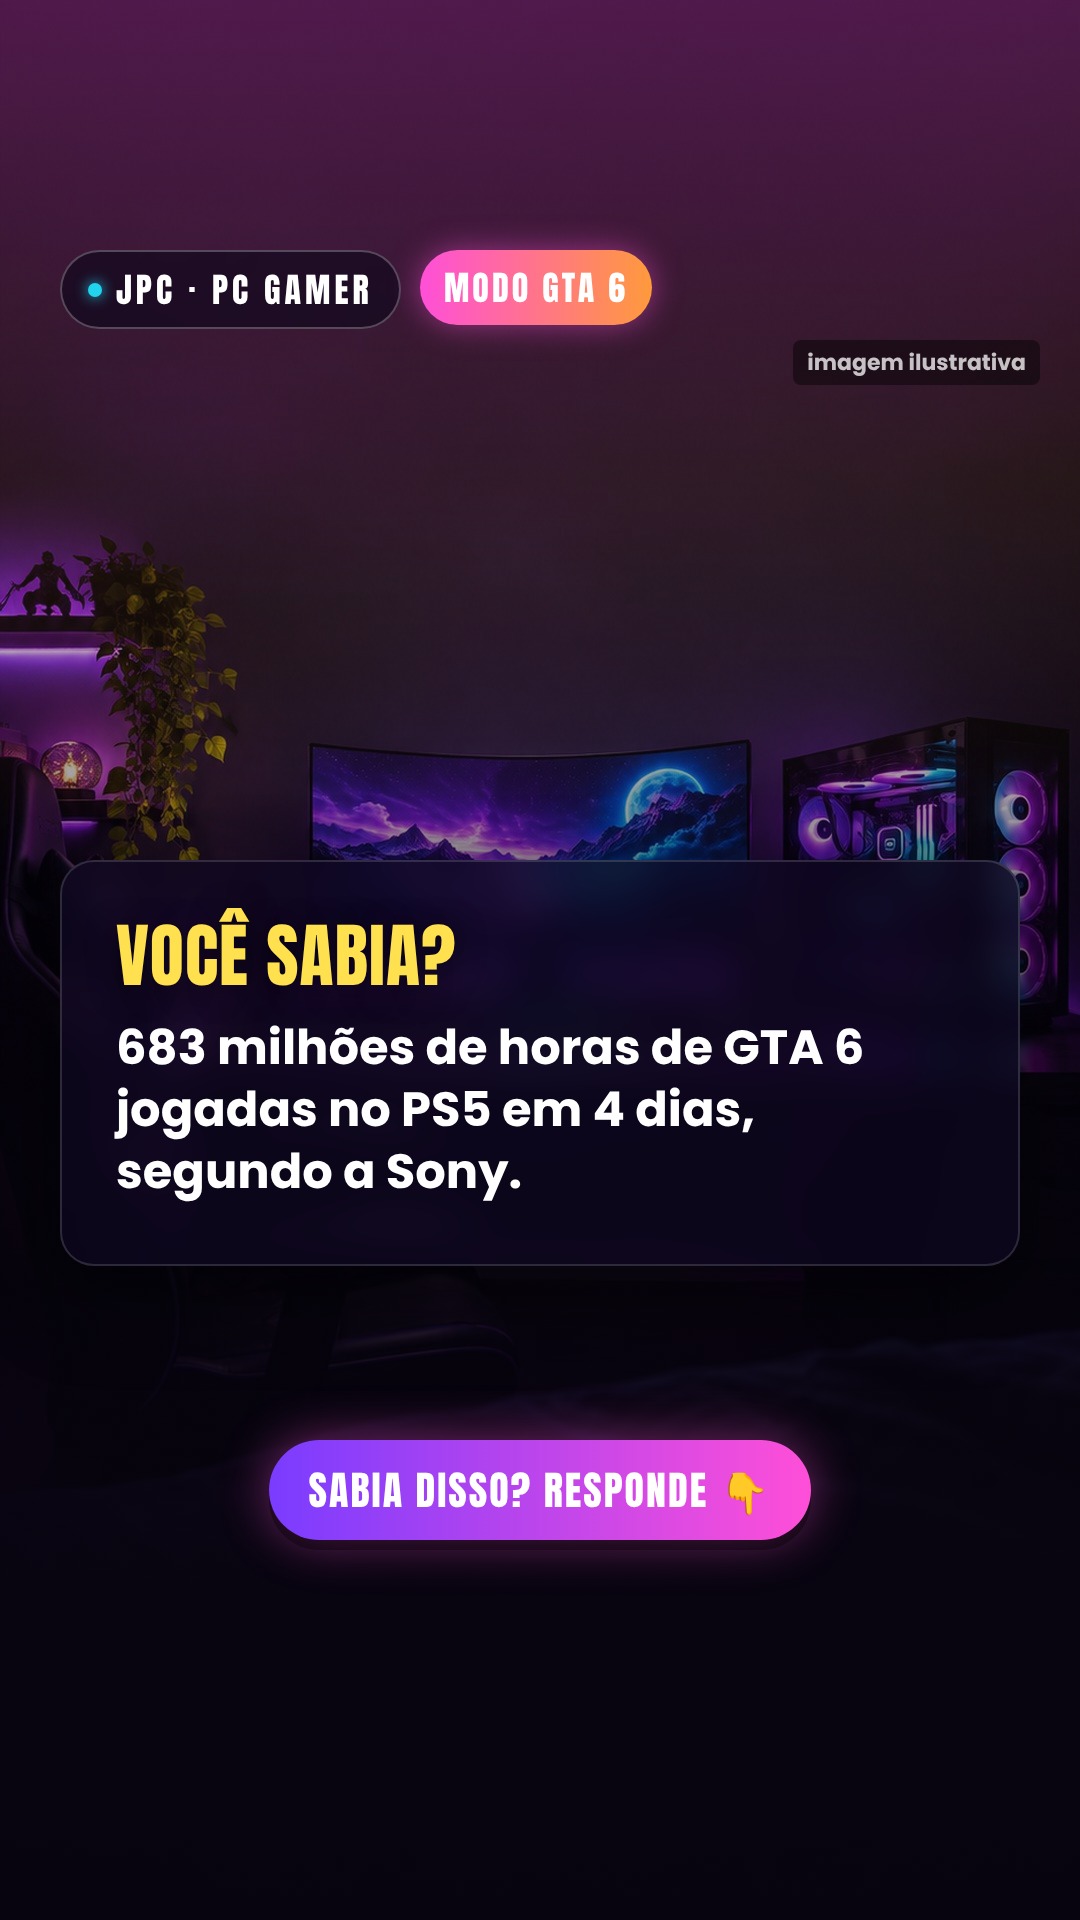 JPC · PC GAMER
MODO GTA 6
imagem ilustrativa
VOCÊ SABIA?
683 milhões de horas de GTA 6
jogadas no PS5 em 4 dias,
segundo a Sony.
SABIA DISSO? RESPONDE 👇